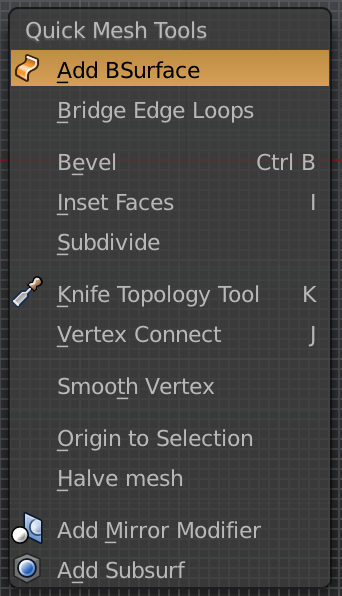 Quick Mesh Tools
Add BSurface
Bridge Edge Loops
Bevel Ctrl B
Inset Faces I
Subdivide
Knife Topology Tool K
Vertex Connect J
Smooth Vertex
Origin to Selection
Halve mesh
Add Mirror Modifier
Add Subsurf